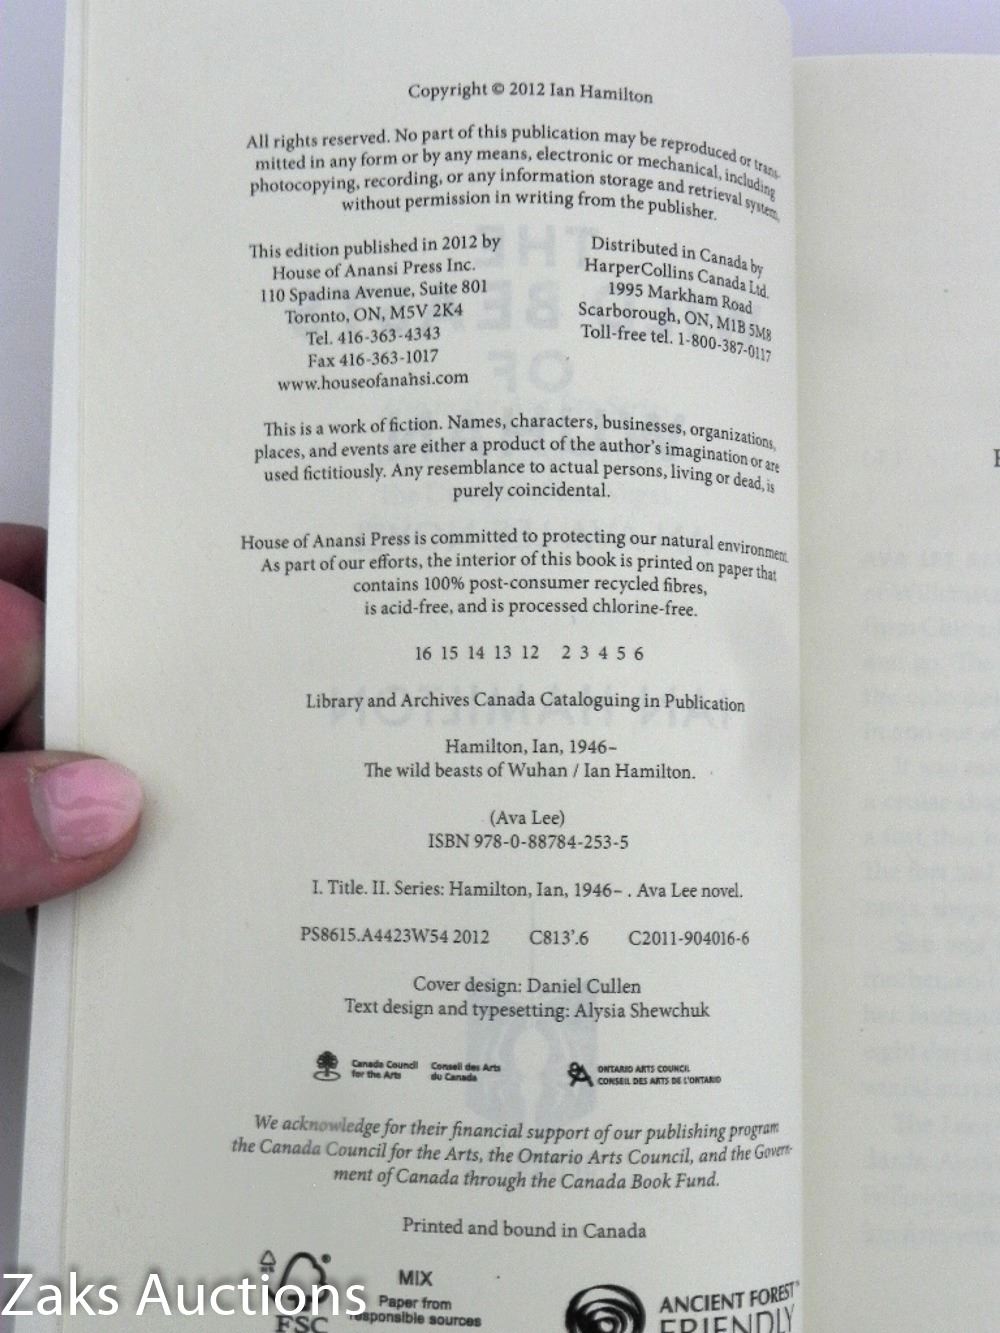 Copyright © 2012 Ian Hamilton
All rights reserved. No part of this publication may be reproduced or trans-
mitted in any form or by any means, electronic or mechanical, including
photocopying, recording, or any information storage and retrieval system,
without permission in writing from the publisher.
This edition published in 2012 by
House of Anansi Press Inc.
110 Spadina Avenue, Suite 801
Toronto, ON, M5V 2K4
Tel. 416-363-4343
Fax 416-363-1017
www.houseofanansi.com
Distributed in Canada by
HarperCollins Canada Ltd.
1995 Markham Road
Scarborough, ON, M1B 5M8
Toll-free tel. 1-800-387-0117
This is a work of fiction. Names, characters, businesses, organizations,
places, and events are either a product of the author's imagination or are
used fictitiously. Any resemblance to actual persons, living or dead, is
purely coincidental.
House of Anansi Press is committed to protecting our natural environment.
As part of our efforts, the interior of this book is printed on paper that
contains 100% post-consumer recycled fibres,
is acid-free, and is processed chlorine-free.
16 15 14 13 12 2 3 4 5 6
Library and Archives Canada Cataloguing in Publication
Hamilton, Ian, 1946–
The wild beasts of Wuhan / Ian Hamilton.
(Ava Lee)
ISBN 978-0-88784-253-5
I. Title. II. Series: Hamilton, Ian, 1946– . Ava Lee novel.
PS8615.A4423W54 2012 C813'.6 C2011-904016-6
Cover design: Daniel Cullen
Text design and typesetting: Alysia Shewchuk
Canada Council Conseil des Arts
for the Arts du Canada
ONTARIO ARTS COUNCIL
CONSEIL DES ARTS DE L'ONTARIO
We acknowledge for their financial support of our publishing program
the Canada Council for the Arts, the Ontario Arts Council, and the Govern-
ment of Canada through the Canada Book Fund.
Printed and bound in Canada
MIX
Paper from
responsible sources
FSC
ANCIENT FOREST
FRIENDLY
Zaks Auctions